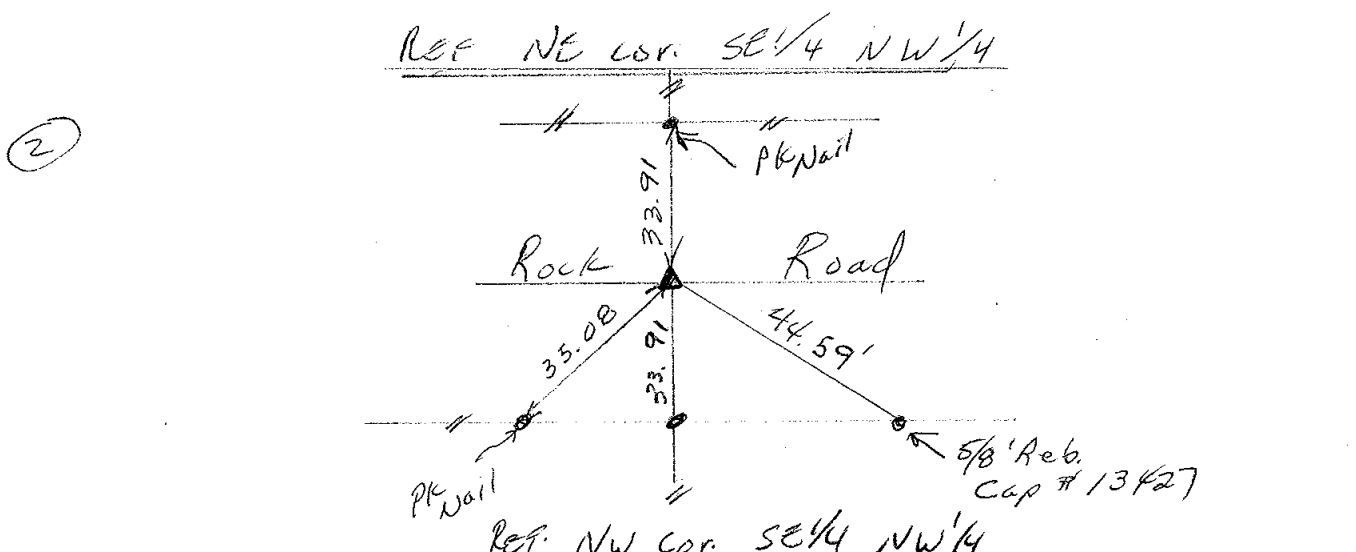 REF NE cor. SE1/4 NW1/4
2
PK Nail
33.91
Rock Road
35.08
33.91
44.59'
PK Nail
5/8" Reb.
Cap # 13427
REF. NW cor. SE1/4 NW1/4